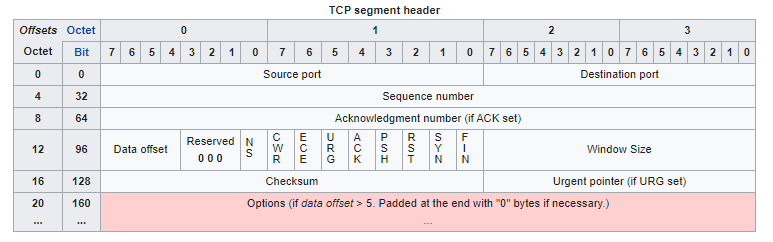 TCP segment header
Offsets Octet 0 1 2 3
Octet Bit 7 6 5 4 3 2 1 0 7 6 5 4 3 2 1 0 7 6 5 4 3 2 1 0 7 6 5 4 3 2 1 0
0 0 Source port Destination port
4 32 Sequence number
8 64 Acknowledgment number (if ACK set)
12 96 Data offset Reserved 0 0 0 NS CWR ECE URG ACK PSH RST SYN FIN Window Size
16 128 Checksum Urgent pointer (if URG set)
20 160 Options (if data offset > 5. Padded at the end with "0" bytes if necessary.)
... ... ...